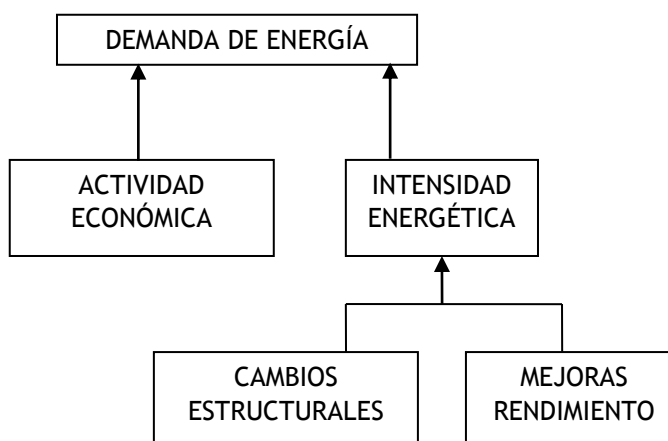 DEMANDA DE ENERGÍA
ACTIVIDAD
ECONÓMICA
INTENSIDAD
ENERGÉTICA
CAMBIOS
ESTRUCTURALES
MEJORAS
RENDIMIENTO